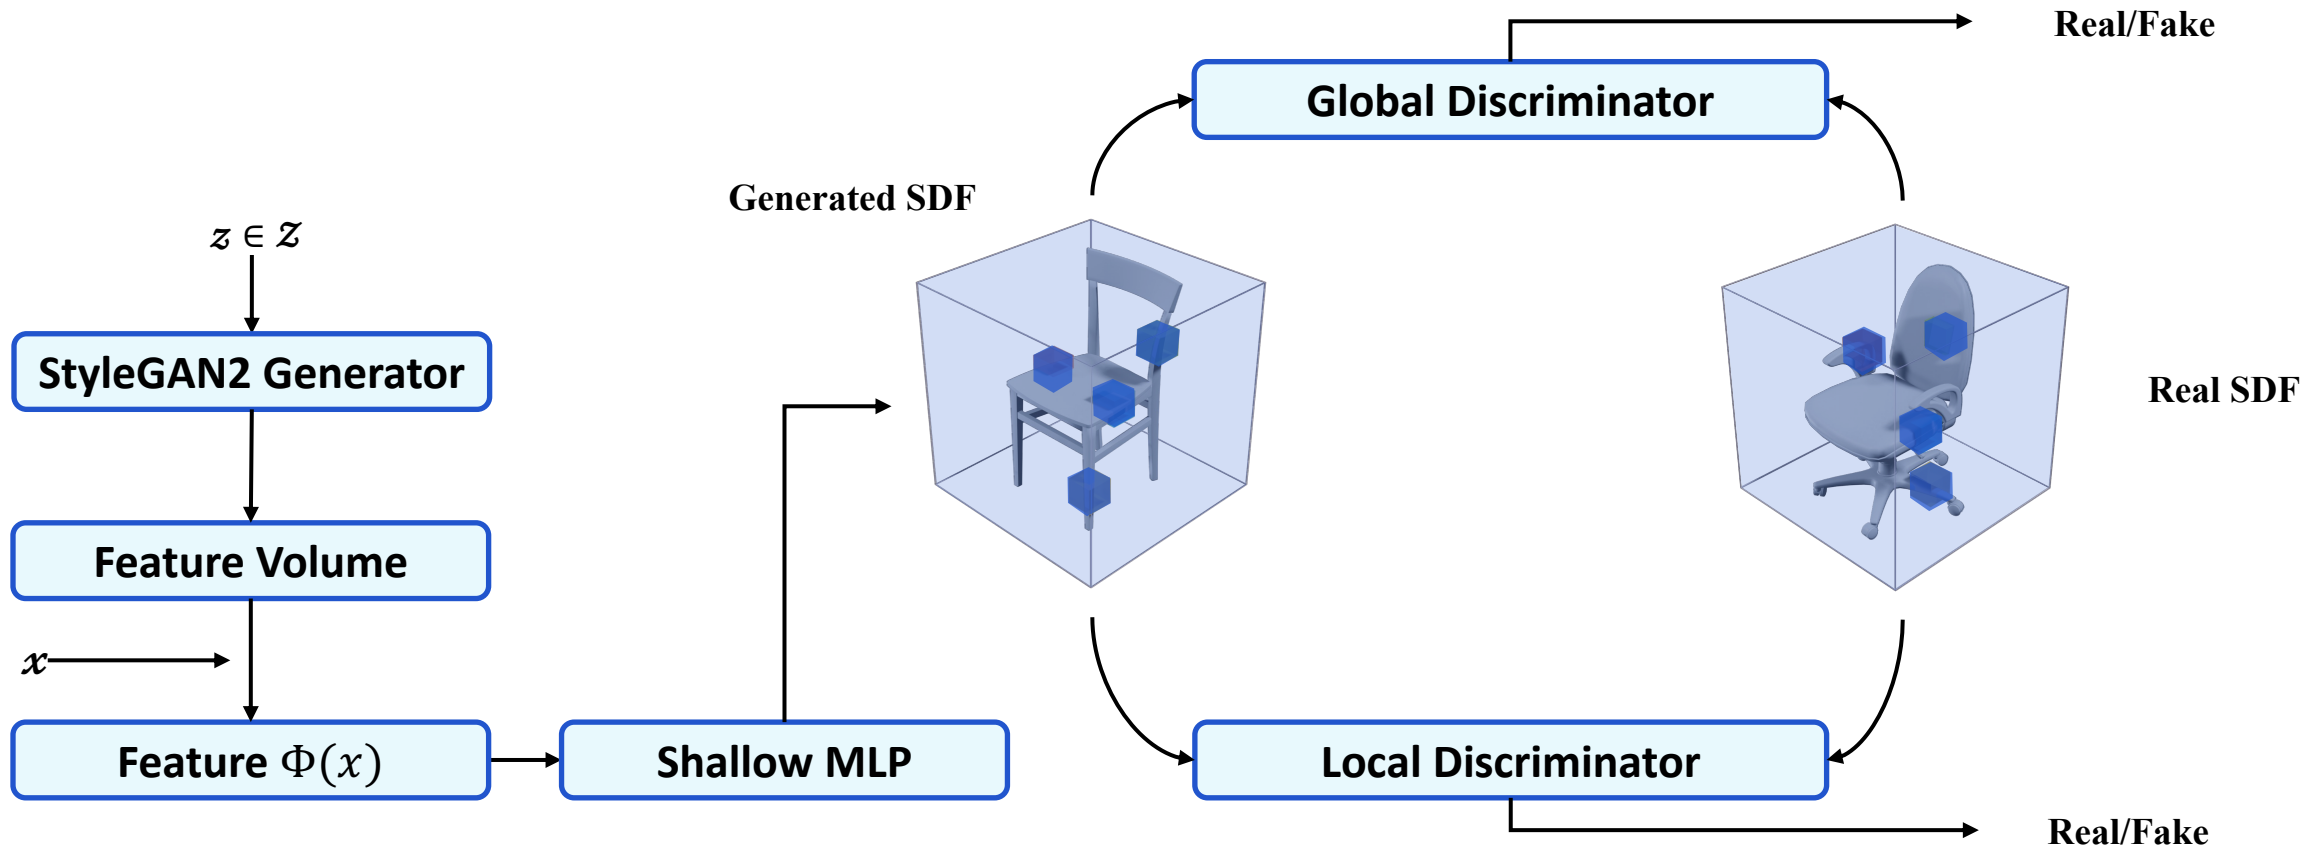 Real/Fake
Global Discriminator
Generated SDF
z ∈ 𝒵
StyleGAN2 Generator
Real SDF
Feature Volume
x
Feature Φ(x)
Shallow MLP
Local Discriminator
Real/Fake